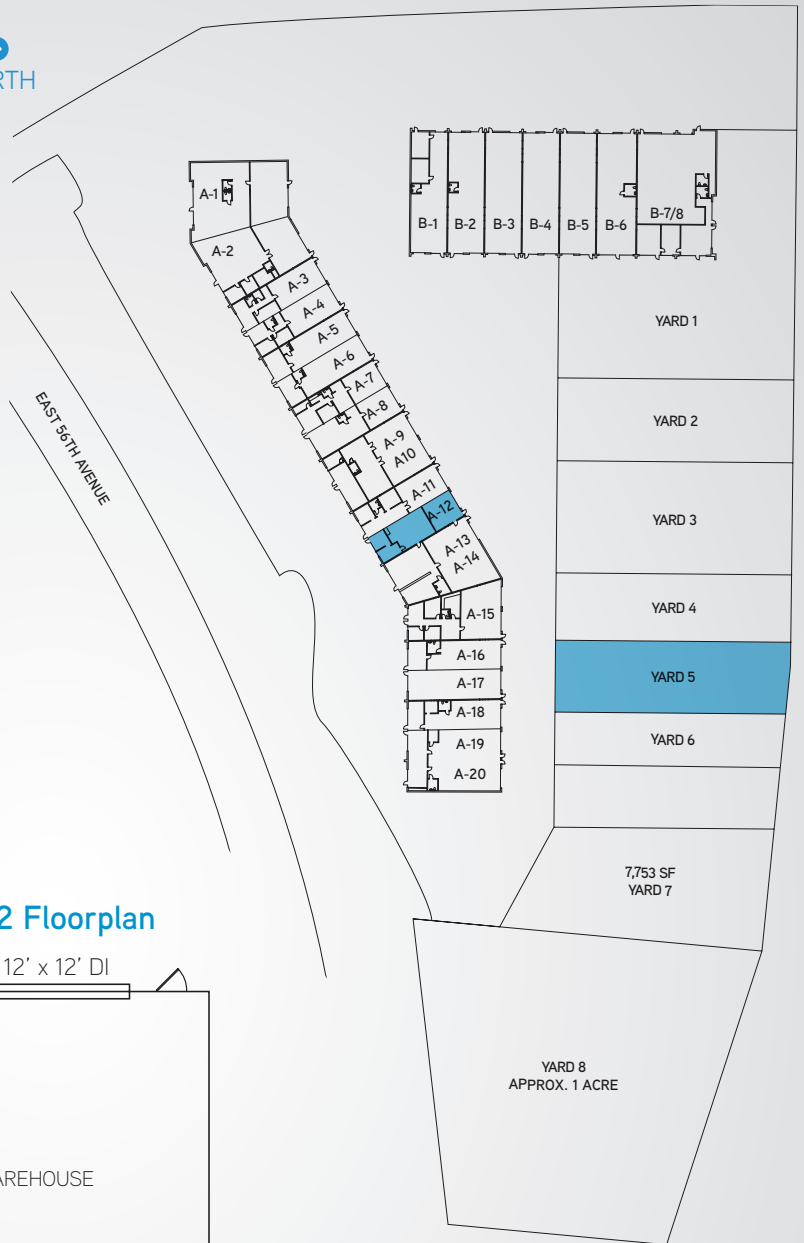 RTH
A-1
A-2
A-3
A-4
A-5
A-6
A-7
A-8
A-9
A10
A-11
A-12
A-13
A-14
A-15
A-16
A-17
A-18
A-19
A-20
B-1
B-2
B-3
B-4
B-5
B-6
B-7/8
EAST 56TH AVENUE
YARD 1
YARD 2
YARD 3
YARD 4
YARD 5
YARD 6
7,753 SF
YARD 7
YARD 8
APPROX. 1 ACRE
2 Floorplan
12' x 12' DI
AREHOUSE